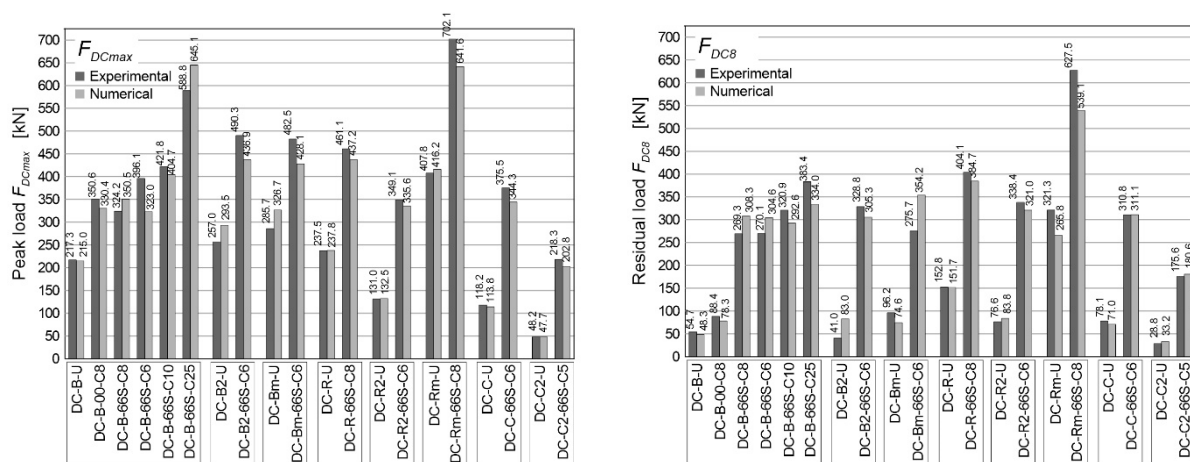 F_DCmax
Experimental
Numerical
Peak load F_DCmax [kN]
700
650
600
550
500
450
400
350
300
250
200
150
100
50
0
217.3
215.0
350.6
330.4
324.2
350.5
396.1
323.0
421.8
404.7
588.8
645.1
257.0
293.5
490.3
436.9
285.7
326.7
482.5
428.1
237.5
237.8
461.1
437.2
131.0
132.5
349.1
335.6
407.8
416.2
702.1
641.6
118.2
113.8
375.5
344.3
48.2
47.7
218.3
202.8
DC-B-U
DC-B-00-C8
DC-B-66S-C8
DC-B-66S-C6
DC-B-66S-C10
DC-B-66S-C25
DC-B2-U
DC-B2-66S-C6
DC-Bm-U
DC-Bm-66S-C6
DC-R-U
DC-R-66S-C8
DC-R2-U
DC-R2-66S-C6
DC-Rm-U
DC-Rm-66S-C8
DC-C-U
DC-C-66S-C6
DC-C2-U
DC-C2-66S-C5
F_DC8
Experimental
Numerical
Residual load F_DC8 [kN]
700
650
600
550
500
450
400
350
300
250
200
150
100
50
0
54.7
48.3
88.4
78.3
269.3
308.3
270.1
304.6
320.9
292.6
383.4
334.0
41.0
83.0
328.8
305.3
96.2
74.6
275.7
354.2
152.8
151.7
404.1
384.7
76.6
83.8
338.4
321.0
321.3
265.8
627.5
539.1
78.1
71.0
310.8
311.1
28.8
33.2
175.6
180.6
DC-B-U
DC-B-00-C8
DC-B-66S-C8
DC-B-66S-C6
DC-B-66S-C10
DC-B-66S-C25
DC-B2-U
DC-B2-66S-C6
DC-Bm-U
DC-Bm-66S-C6
DC-R-U
DC-R-66S-C8
DC-R2-U
DC-R2-66S-C6
DC-Rm-U
DC-Rm-66S-C8
DC-C-U
DC-C-66S-C6
DC-C2-U
DC-C2-66S-C5